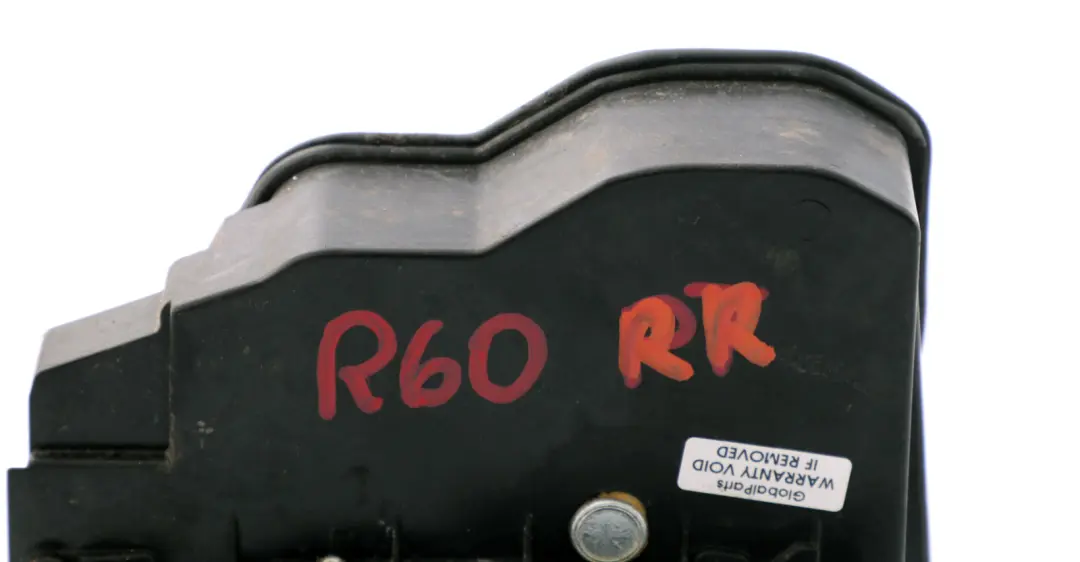 R60 RR
GlobalParts
WARRANTY VOID
IF REMOVED